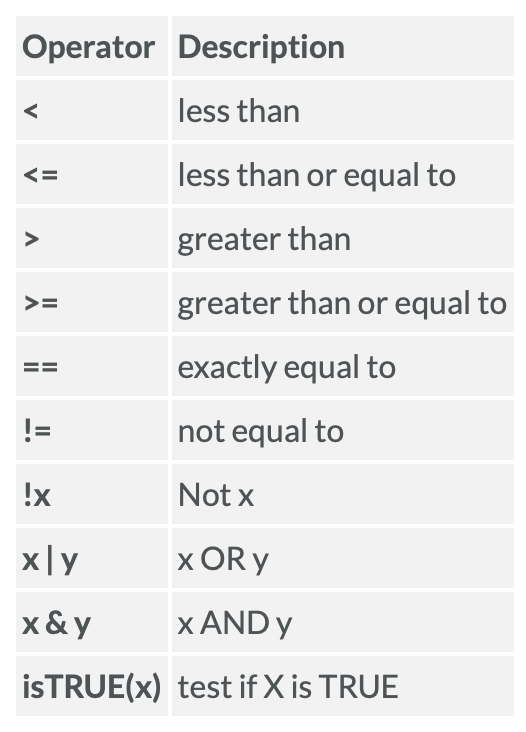 Operator Description
< less than
<= less than or equal to
> greater than
>= greater than or equal to
== exactly equal to
!= not equal to
!x Not x
x | y x OR y
x & y x AND y
isTRUE(x) test if X is TRUE